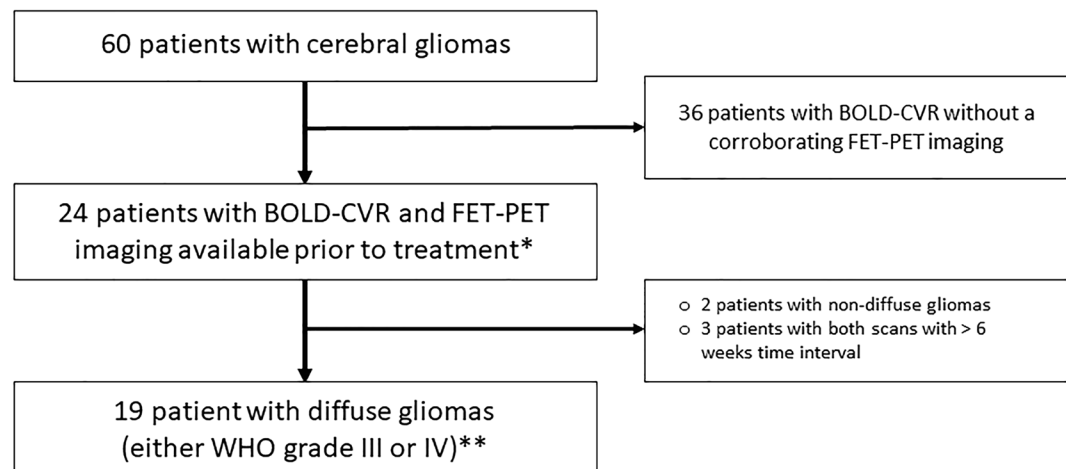 60 patients with cerebral gliomas
36 patients with BOLD-CVR without a
corroborating FET-PET imaging
24 patients with BOLD-CVR and FET-PET
imaging available prior to treatment*
o 2 patients with non-diffuse gliomas
o 3 patients with both scans with > 6
weeks time interval
19 patient with diffuse gliomas
(either WHO grade III or IV)**